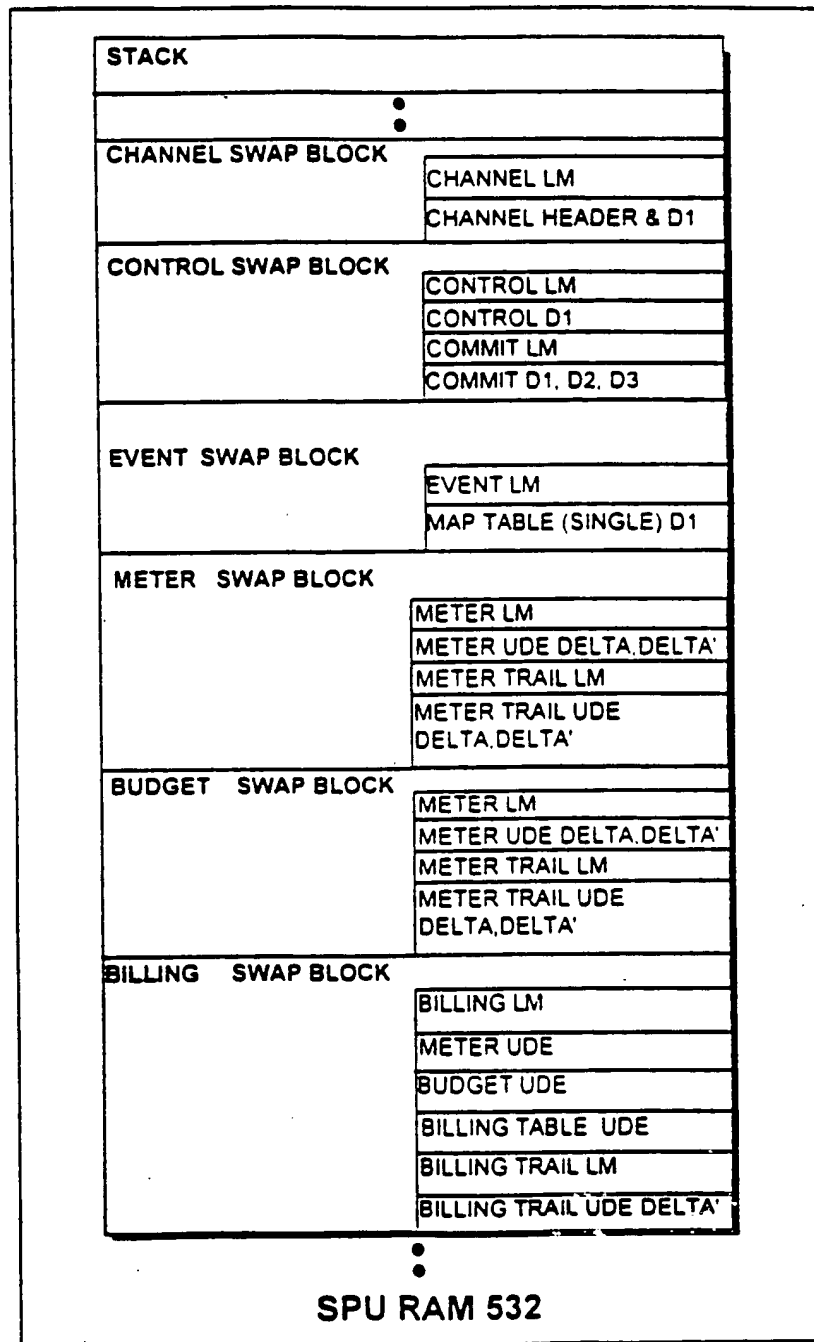 STACK
CHANNEL SWAP BLOCK
CHANNEL LM
CHANNEL HEADER & D1
CONTROL SWAP BLOCK
CONTROL LM
CONTROL D1
COMMIT LM
COMMIT D1, D2, D3
EVENT SWAP BLOCK
EVENT LM
MAP TABLE (SINGLE) D1
METER SWAP BLOCK
METER LM
METER UDE DELTA,DELTA'
METER TRAIL LM
METER TRAIL UDE
DELTA,DELTA'
BUDGET SWAP BLOCK
METER LM
METER UDE DELTA,DELTA'
METER TRAIL LM
METER TRAIL UDE
DELTA,DELTA'
BILLING SWAP BLOCK
BILLING LM
METER UDE
BUDGET UDE
BILLING TABLE UDE
BILLING TRAIL LM
BILLING TRAIL UDE DELTA'
SPU RAM 532